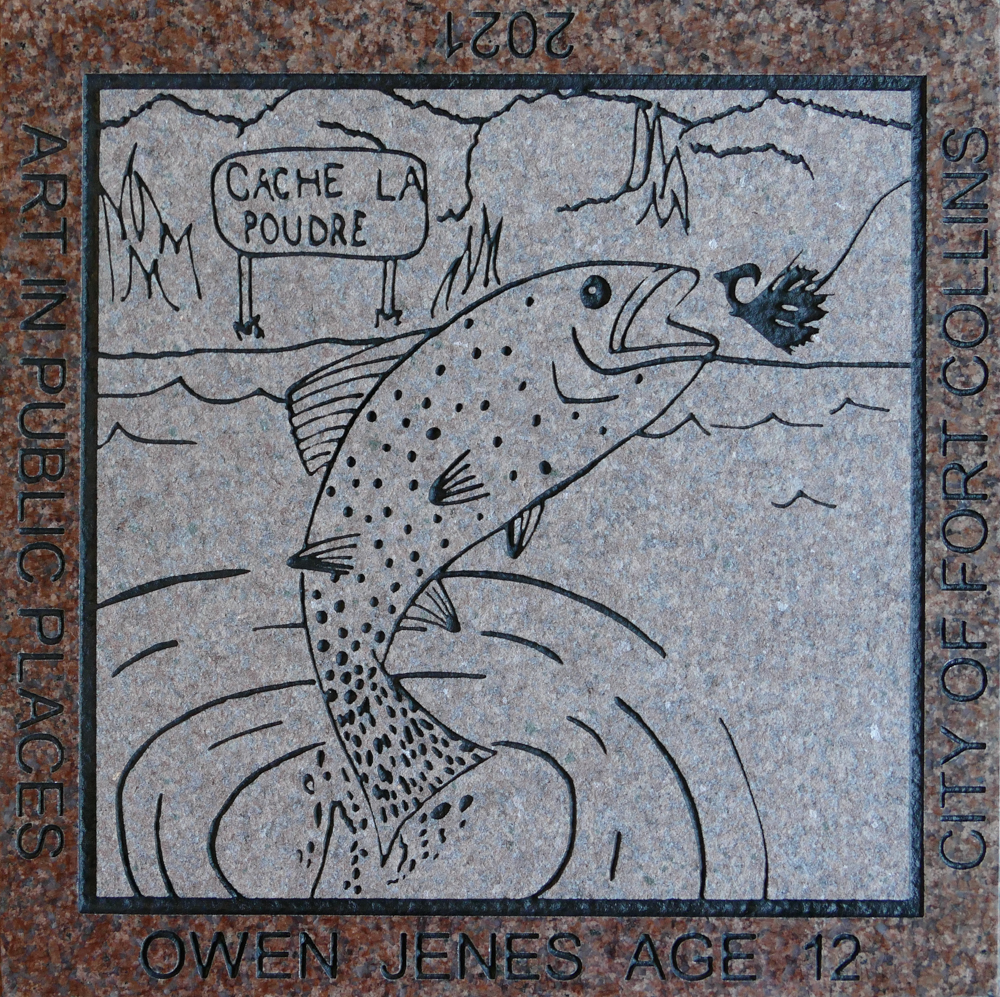 2021
ART IN PUBLIC PLACES
CACHE LA
POUDRE
CITY OF FORT COLLINS
OWEN JENES AGE 12